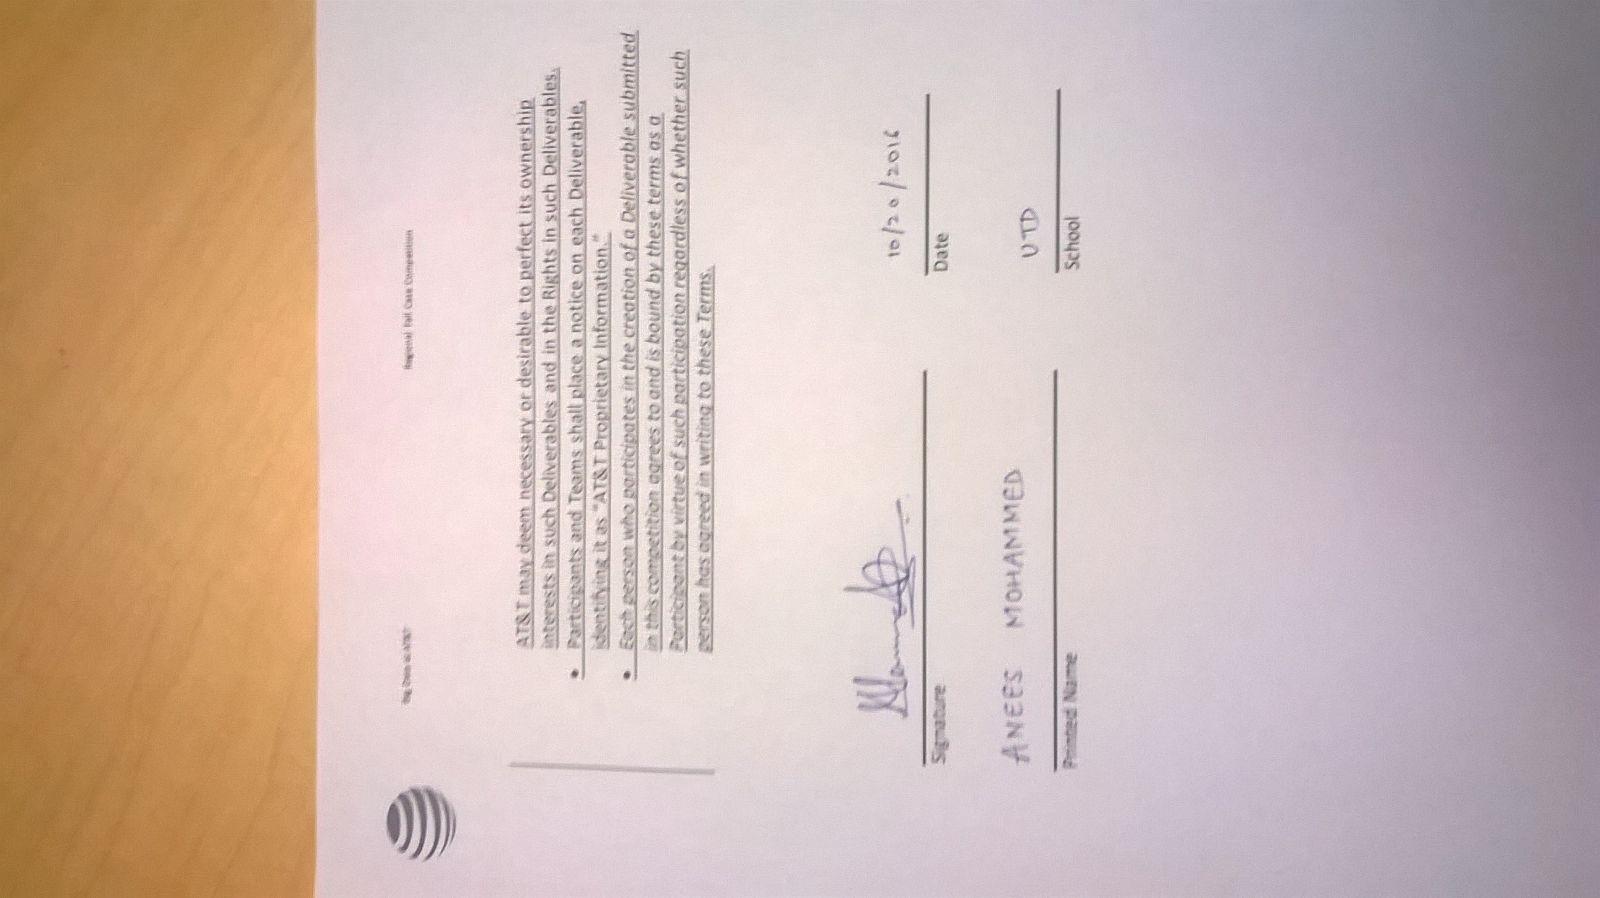 Big Data at AT&T Regional Fall Case Competition
AT&T may deem necessary or desirable to perfect its ownership
interests in such Deliverables and in the Rights in such Deliverables.
• Participants and Teams shall place a notice on each Deliverable,
identifying it as "AT&T Proprietary Information."
• Each person who participates in the creation of a Deliverable submitted
in this competition agrees to and is bound by these terms as a
Participant by virtue of such participation regardless of whether such
person has agreed in writing to these Terms.
10/20/2016
Signature Date
ANEES MOHAMMED UTD
Printed Name School